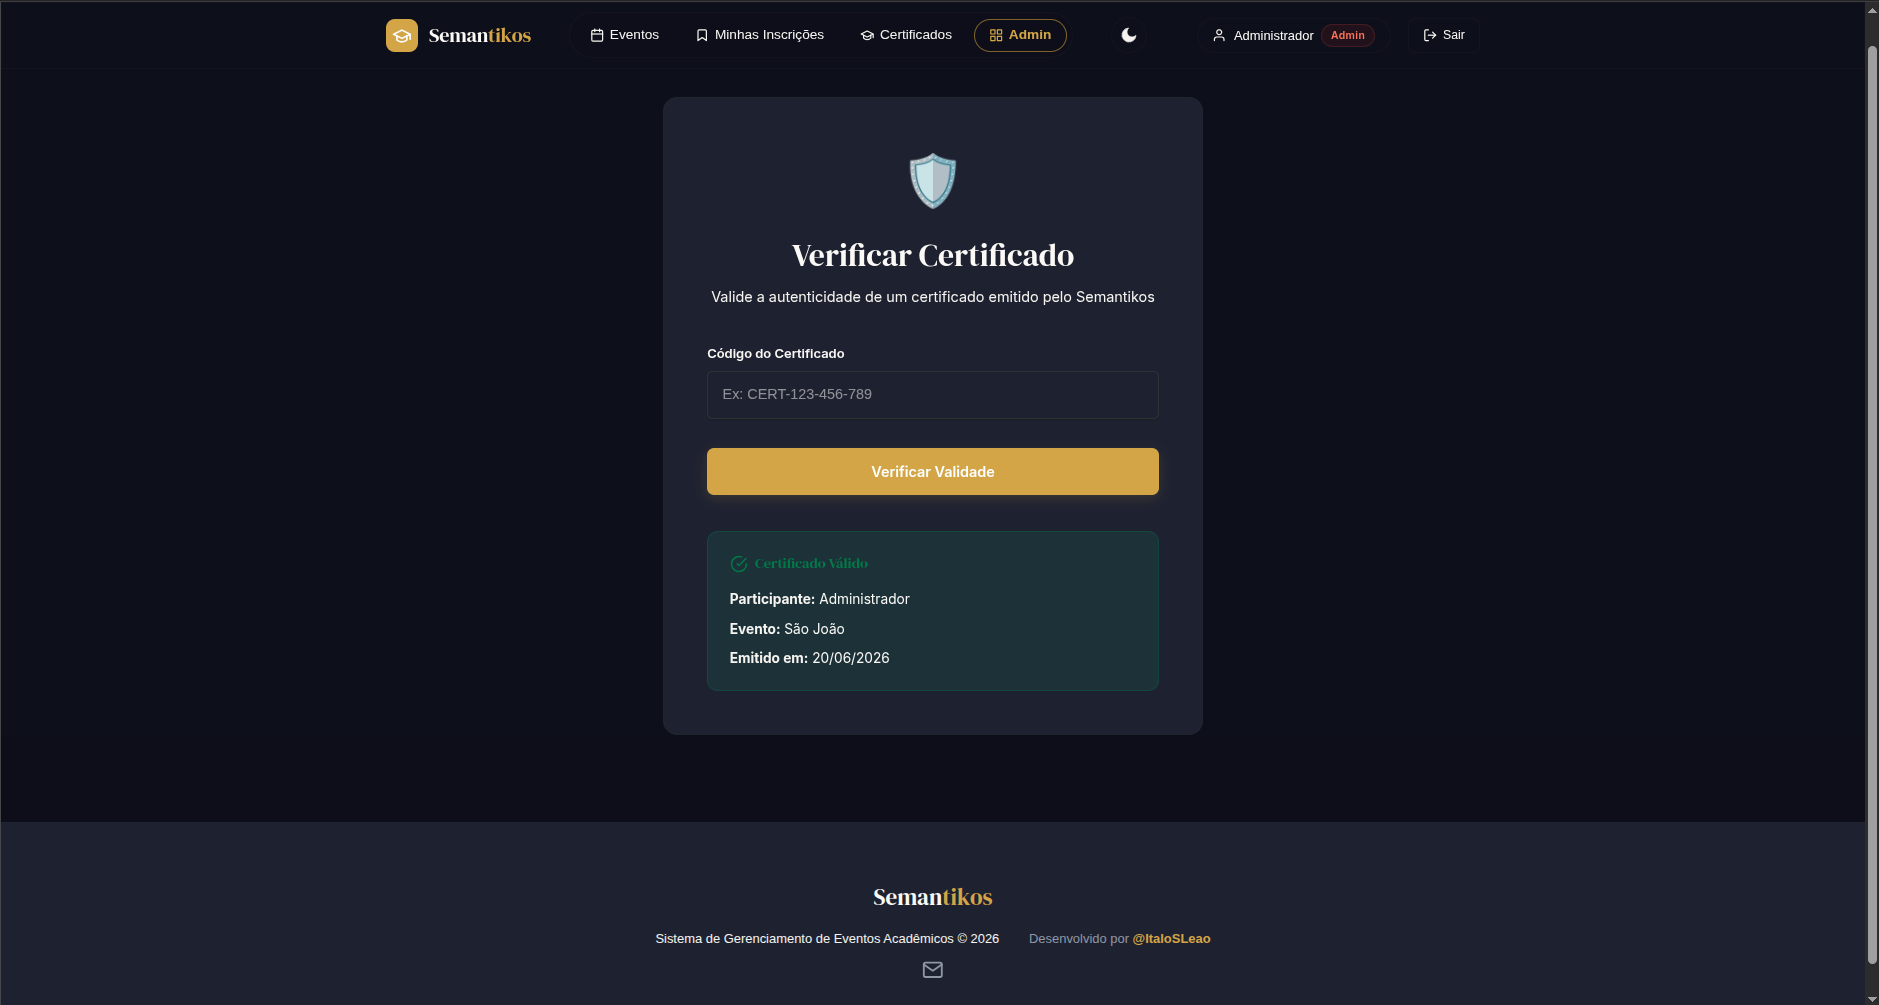 Semantikos Eventos Minhas Inscrições Certificados Admin Administrador Admin Sair
Verificar Certificado
Valide a autenticidade de um certificado emitido pelo Semantikos
Código do Certificado
Ex: CERT-123-456-789
Verificar Validade
Certificado Válido
Participante: Administrador
Evento: São João
Emitido em: 20/06/2026
Semantikos
Sistema de Gerenciamento de Eventos Acadêmicos © 2026 Desenvolvido por @ItaloSLeao